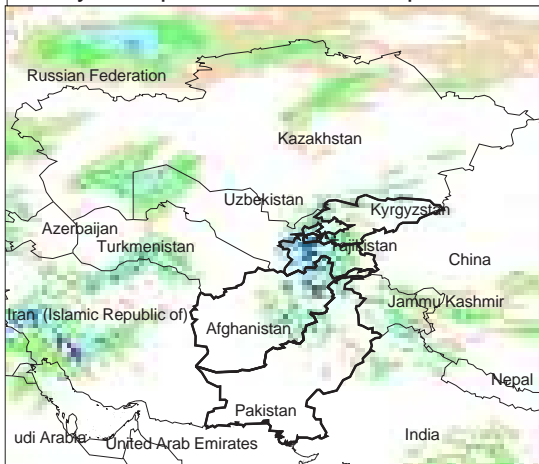 Russian Federation
Kazakhstan
Uzbekistan
Kyrgyzstan
Azerbaijan
Turkmenistan
Tajikistan
China
Jammu/Kashmir
Iran (Islamic Republic of)
Afghanistan
Nepal
Pakistan
udi Arabia
United Arab Emirates
India